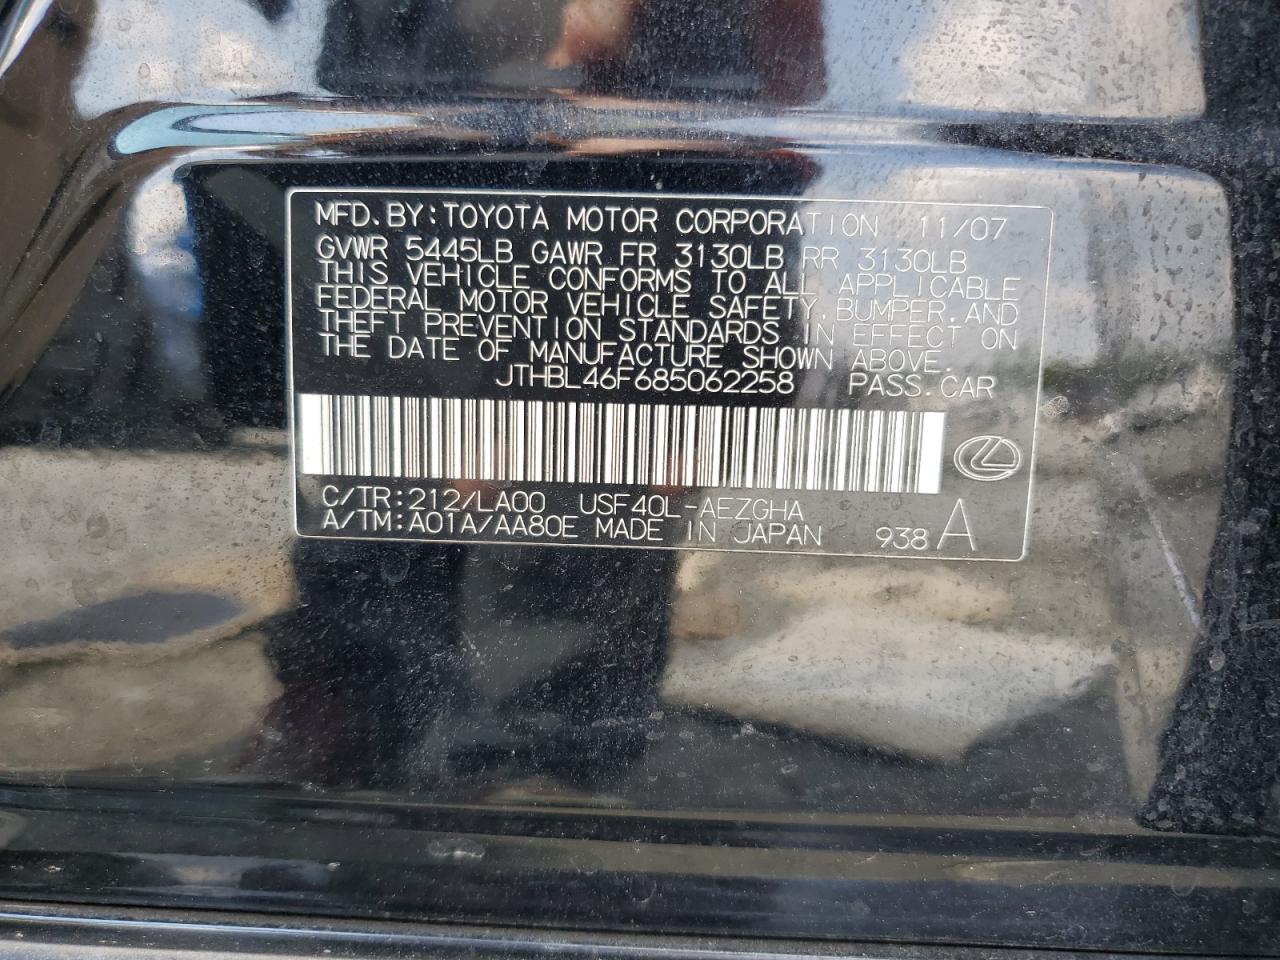 MFD.BY:TOYOTA MOTOR CORPORATION 11/07
GVWR 5445LB GAWR FR 3130LB RR 3130LB
THIS VEHICLE CONFORMS TO ALL APPLICABLE
FEDERAL MOTOR VEHICLE SAFETY,BUMPER,AND
THEFT PREVENTION STANDARDS IN EFFECT ON
THE DATE OF MANUFACTURE SHOWN ABOVE.
JTHBL46F685062258 PASS.CAR
C/TR:212/LA00 USF40L-AEZGHA
A/TM:A01A/AA80E MADE IN JAPAN 938 A